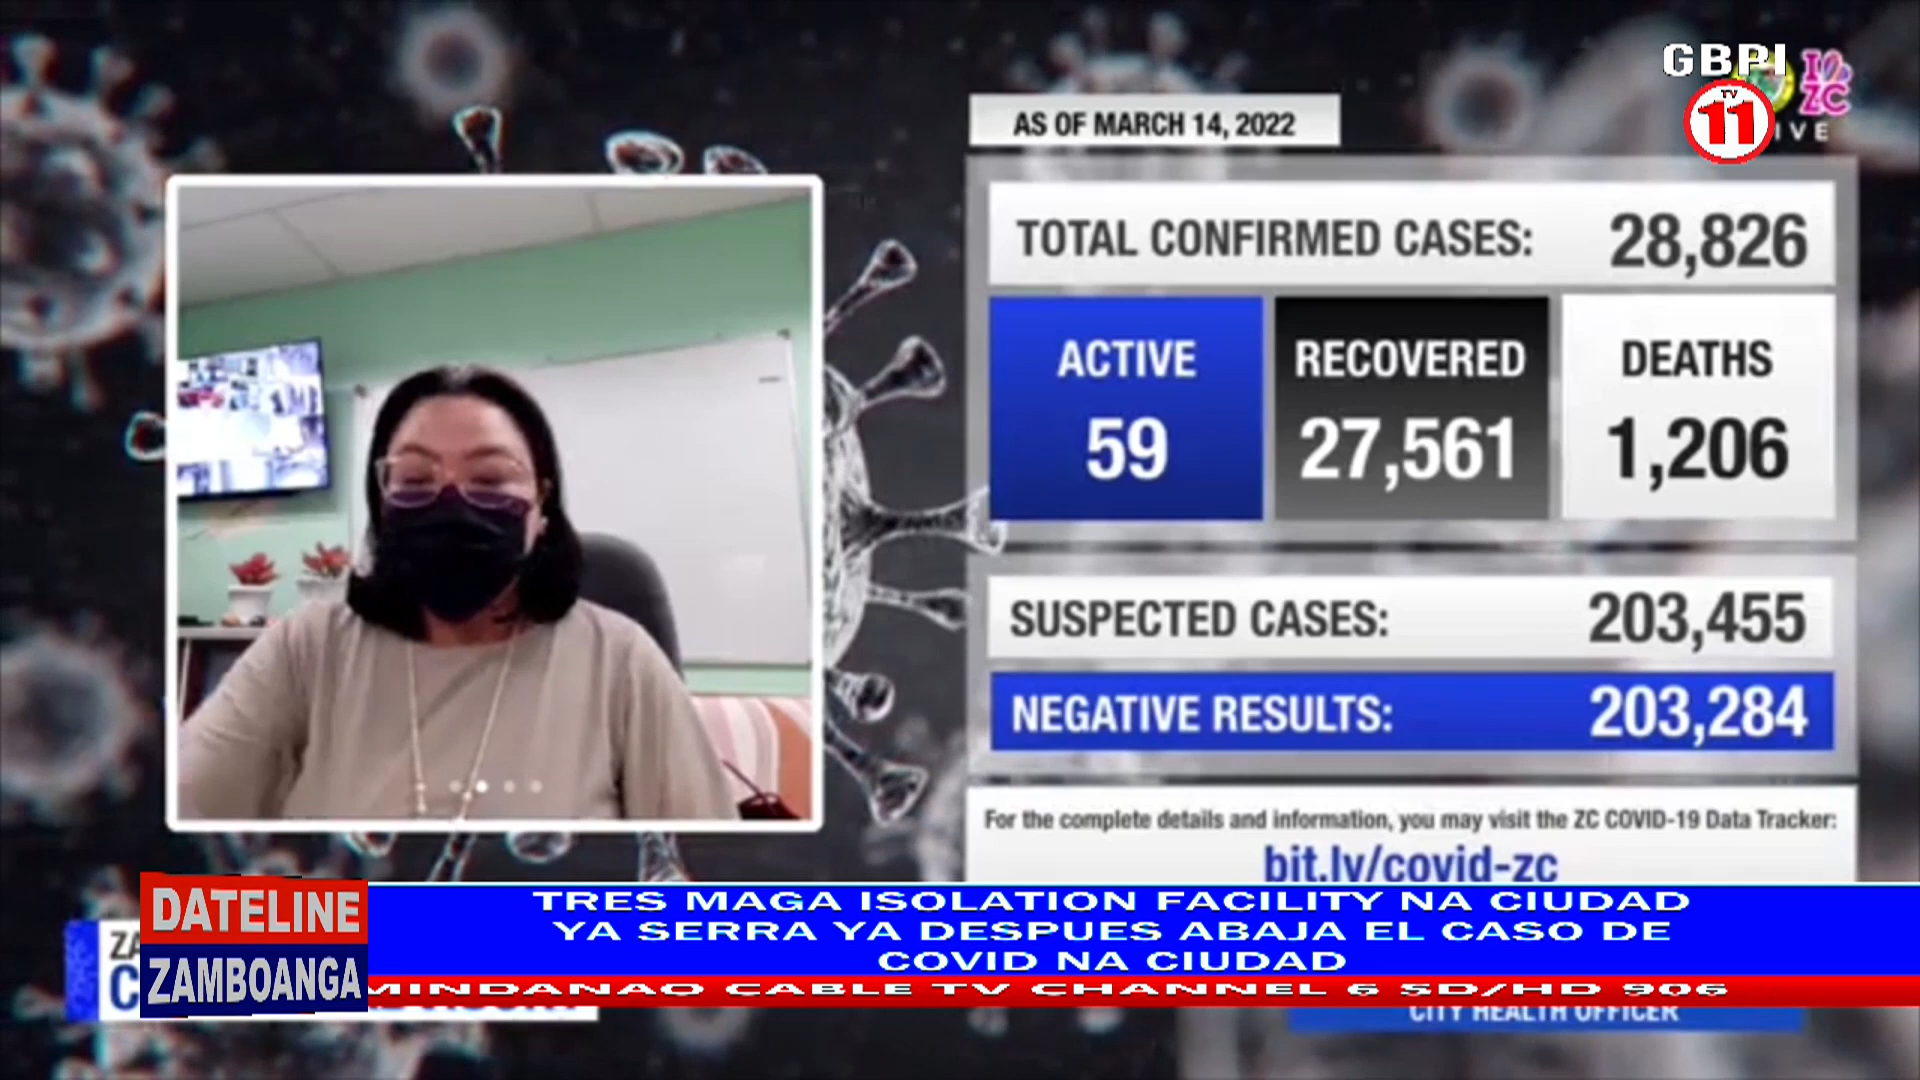 GBPI
I ZC
TV
11
IVE
AS OF MARCH 14, 2022
TOTAL CONFIRMED CASES: 28,826
ACTIVE
59
RECOVERED
27,561
DEATHS
1,206
SUSPECTED CASES: 203,455
NEGATIVE RESULTS: 203,284
For the complete details and information, you may visit the ZC COVID-19 Data Tracker:
bit.ly/covid-zc
DATELINE
ZAMBOANGA
TRES MAGA ISOLATION FACILITY NA CIUDAD
YA SERRA YA DESPUES ABAJA EL CASO DE
COVID NA CIUDAD
MINDANAO CABLE TV CHANNEL 6 SD/HD 906
CITY HEALTH OFFICER